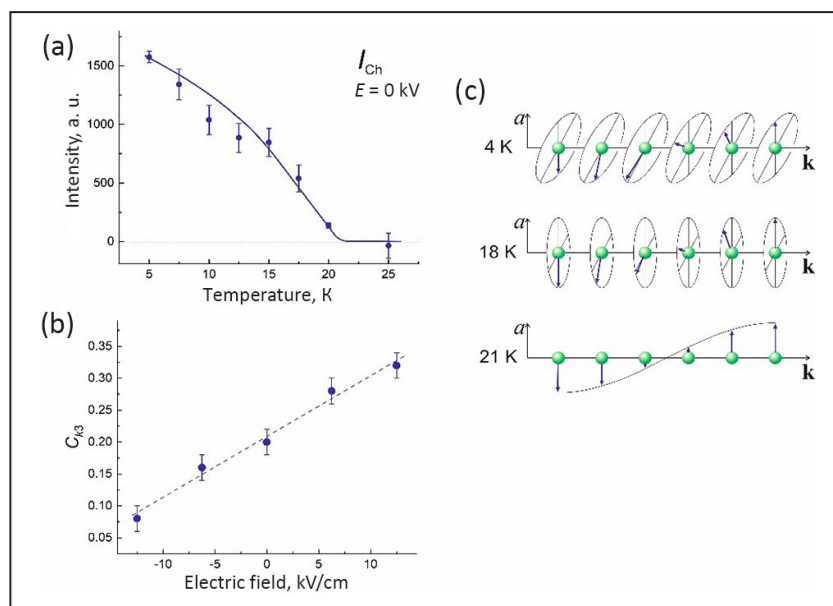 (a)
I_Ch
E = 0 kV
1500
1000
500
0
Intensity, a. u.
5 10 15 20 25
Temperature, K
(b)
0.35
0.30
0.25
0.20
0.15
0.10
0.05
C_k3
-10 -5 0 5 10
Electric field, kV/cm
(c)
a
4 K
k
a
18 K
k
a
21 K
k